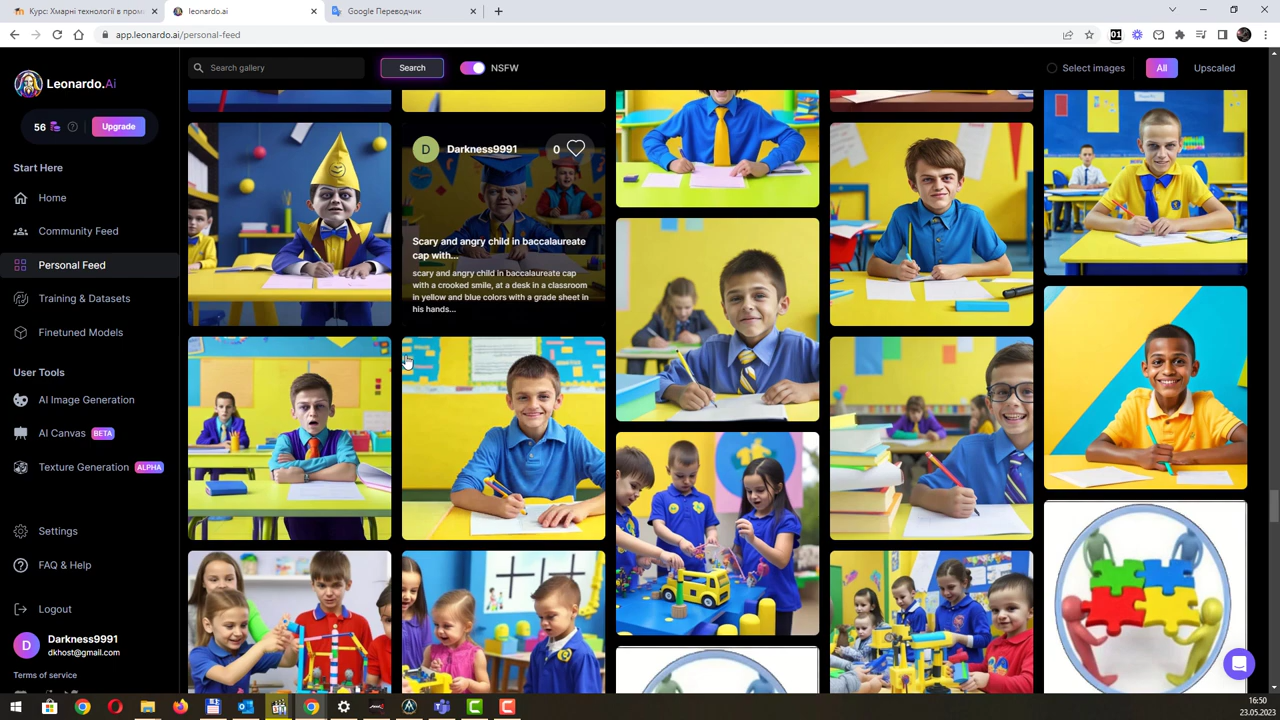 Курс: Хмарні технології в пром
leonardo.ai
Google Переводчик
app.leonardo.ai/personal-feed
01
Leonardo.Ai
Search gallery
Search
NSFW
Select images
All
Upscaled
56
Upgrade
Start Here
Home
Community Feed
Personal Feed
Training & Datasets
Finetuned Models
User Tools
AI Image Generation
AI Canvas BETA
Texture Generation ALPHA
Settings
FAQ & Help
Logout
D
Darkness9991
dkhost@gmail.com
Terms of service
D
Darkness9991
0
Scary and angry child in baccalaureate
cap with...
scary and angry child in baccalaureate cap
with a crooked smile, at a desk in a classroom
in yellow and blue colors with a grade sheet in
his hands...
16:50
23.05.2023